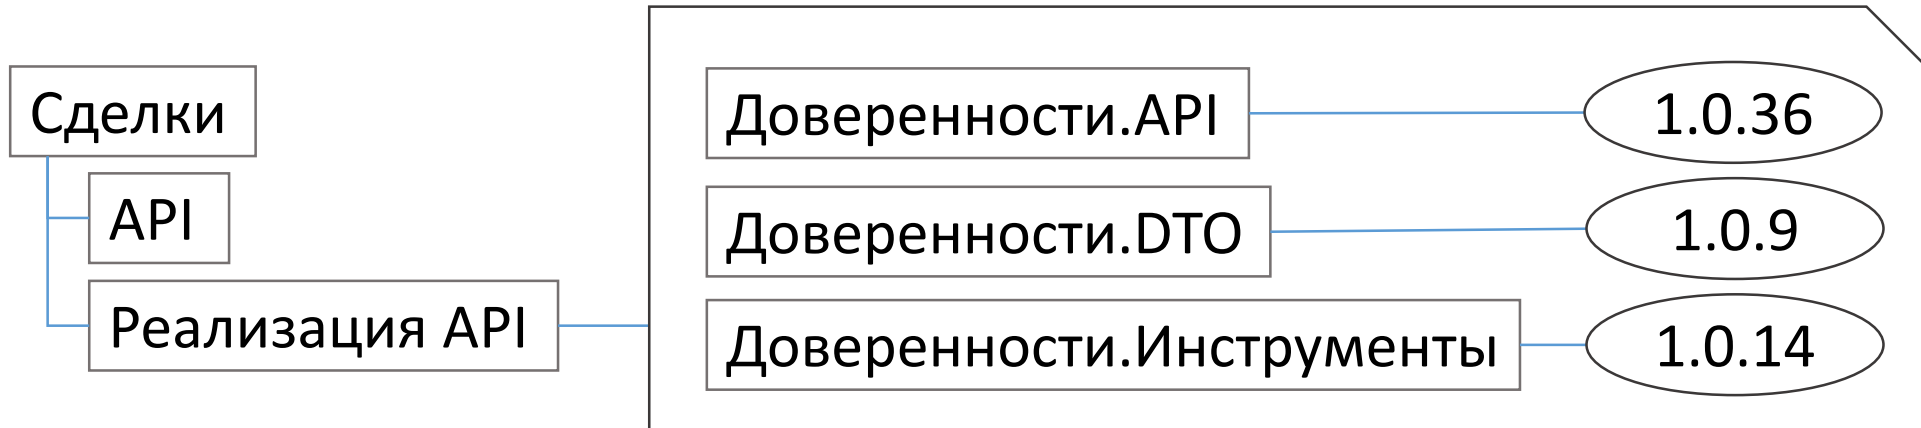 Сделки
API
Реализация API
Доверенности.API
1.0.36
Доверенности.DTO
1.0.9
Доверенности.Инструменты
1.0.14